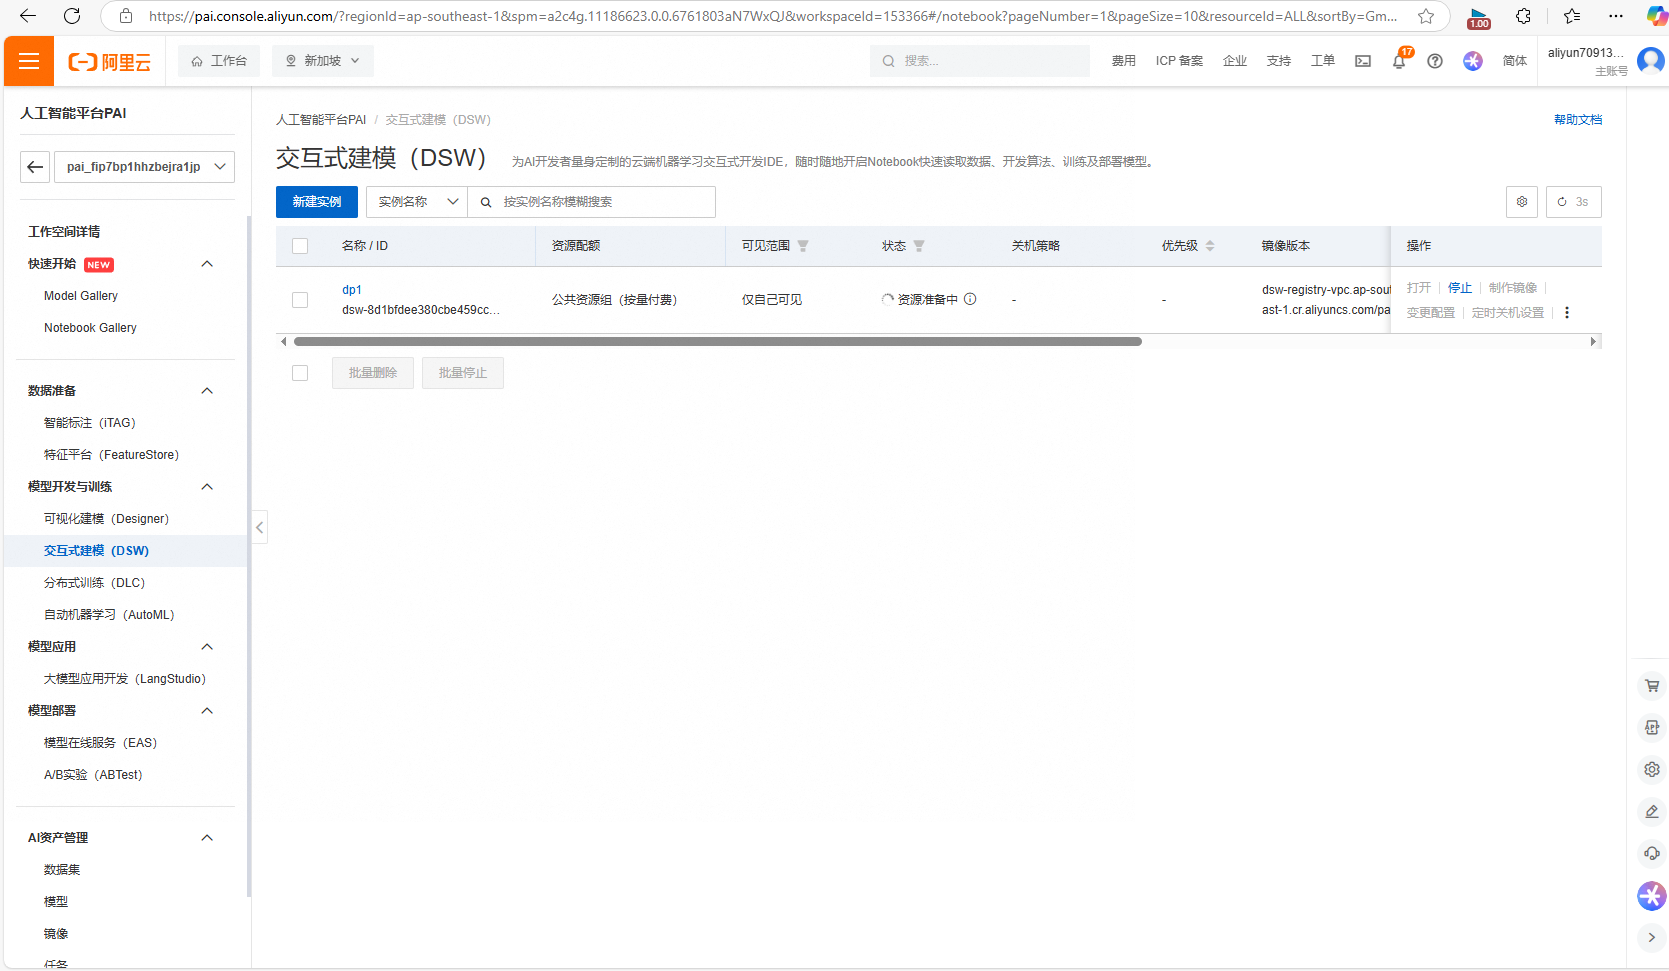 https://pai.console.aliyun.com/?regionId=ap-southeast-1&spm=a2c4g.11186623.0.0.6761803aN7WxQJ&workspaceId=153366#/notebook?pageNumber=1&pageSize=10&resourceId=ALL&sortBy=Gm...
1.00
阿里云
工作台
新加坡
搜索...
费用
ICP 备案
企业
支持
工单
17
简体
aliyun70913...
主账号
人工智能平台PAI
pai_fip7bp1hhzbejra1jp
工作空间详情
快速开始 NEW
Model Gallery
Notebook Gallery
数据准备
智能标注（iTAG）
特征平台（FeatureStore）
模型开发与训练
可视化建模（Designer）
交互式建模（DSW）
分布式训练（DLC）
自动机器学习（AutoML）
模型应用
大模型应用开发（LangStudio）
模型部署
模型在线服务（EAS）
A/B实验（ABTest）
AI资产管理
数据集
模型
镜像
任务
人工智能平台PAI / 交互式建模（DSW）
帮助文档
交互式建模（DSW） 为AI开发者量身定制的云端机器学习交互式开发IDE，随时随地开启Notebook快速读取数据、开发算法、训练及部署模型。
新建实例 实例名称 按实例名称模糊搜索 3s
名称 / ID 资源配额 可见范围 状态 关机策略 优先级 镜像版本 操作
dp1
dsw-8d1bfdee380cbe459cc...
公共资源组（按量付费）
仅自己可见
资源准备中
-
-
dsw-registry-vpc.ap-sout
ast-1.cr.aliyuncs.com/pa
打开 停止 制作镜像
变更配置 定时关机设置
批量删除 批量停止